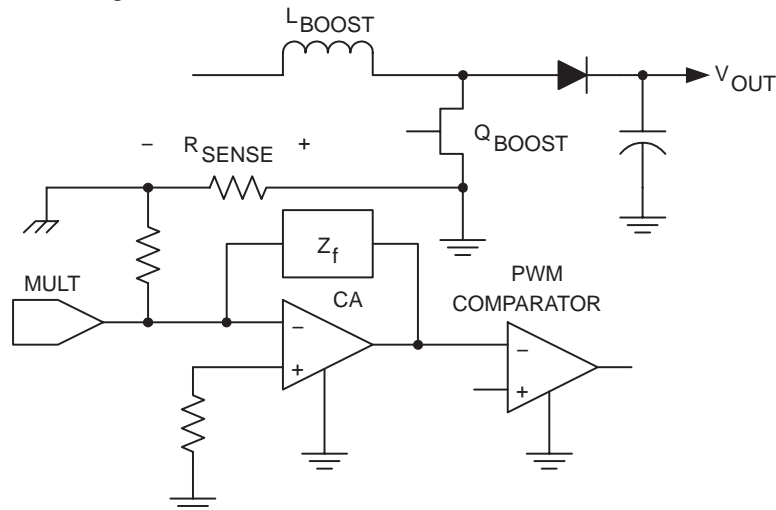 L BOOST
V OUT
Q BOOST
– R SENSE +
Z f
MULT
CA
PWM
COMPARATOR
–
–
+
+